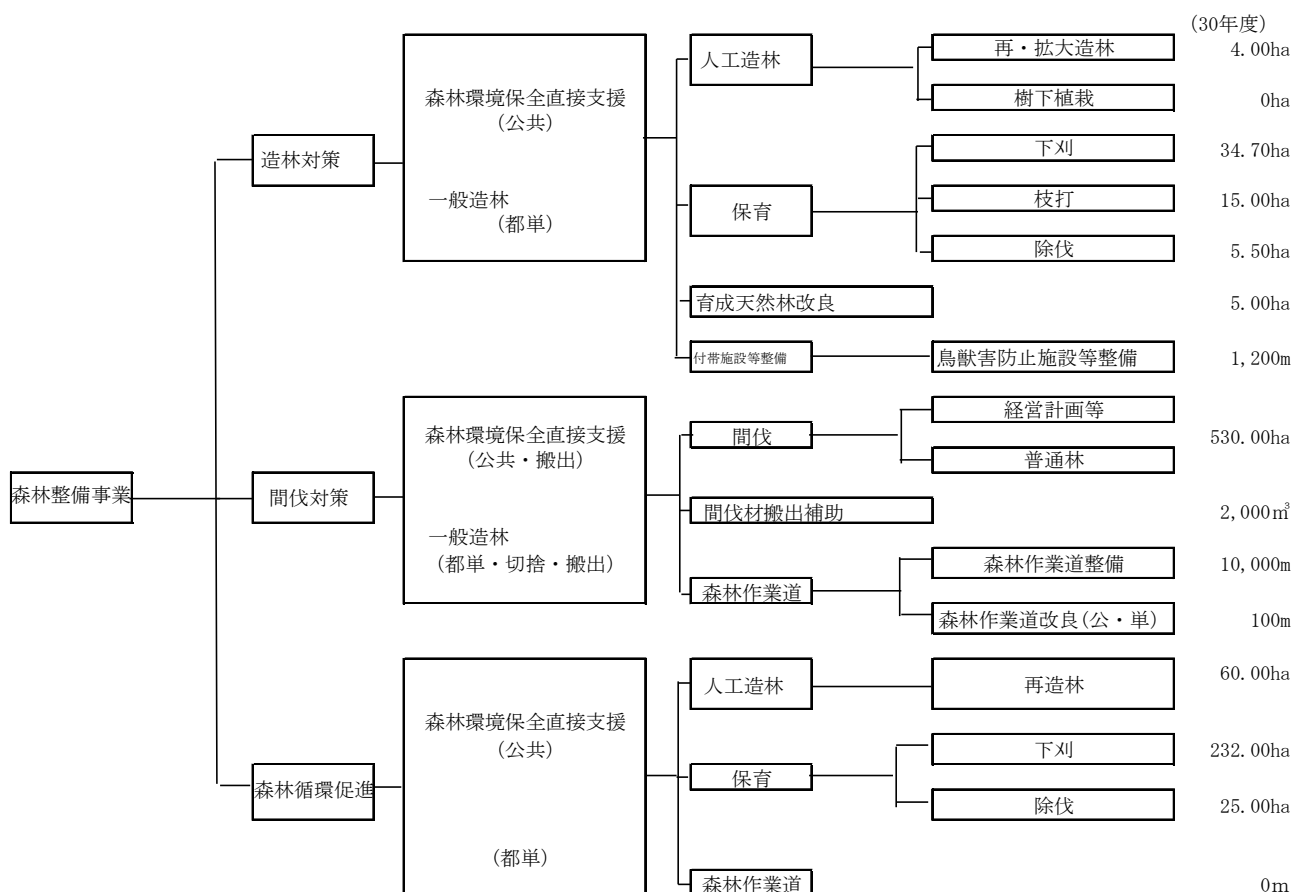 (30年度)
人工造林
再・拡大造林
4.00ha
樹下植栽
0ha
造林対策
森林環境保全直接支援
(公共)
一般造林
(都単)
保育
下刈
34.70ha
枝打
15.00ha
除伐
5.50ha
育成天然林改良
5.00ha
付帯施設等整備
鳥獣害防止施設等整備
1,200m
森林整備事業
間伐対策
森林環境保全直接支援
(公共・搬出)
一般造林
(都単・切捨・搬出)
間伐
経営計画等
530.00ha
普通林
間伐材搬出補助
2,000㎥
森林作業道
森林作業道整備
10,000m
森林作業道改良(公・単)
100m
森林循環促進
森林環境保全直接支援
(公共)
(都単)
人工造林
再造林
60.00ha
保育
下刈
232.00ha
除伐
25.00ha
森林作業道
0m